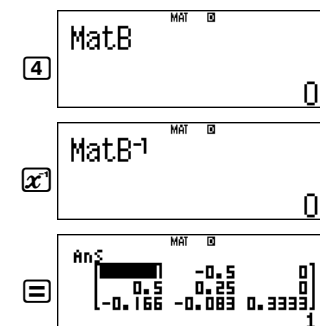 MAT D
MatB
4
0
MAT D
MatB⁻¹
x⁻¹
0
MAT D
Ans
1 -0.5 0
= 0.5 0.25 0
-0.166 -0.083 0.3333
1